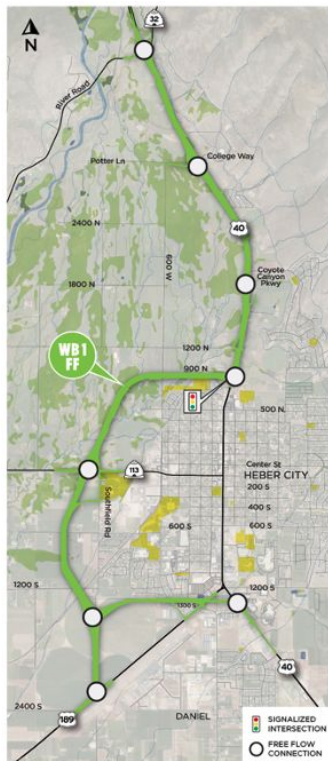 N
32
River Road
Potter Ln
College Way
40
2400 N
600 W
Coyote
Canyon
Pkwy
1800 N
1200 N
WB1
FF
900 N
500 N.
Center St
113
HEBER CITY
200 S
Southfield Rd
400 S
600 S
600 S
1200 S
1200 S
1300 S
40
2400 S
189
DANIEL
SIGNALIZED
INTERSECTION
FREE FLOW
CONNECTION